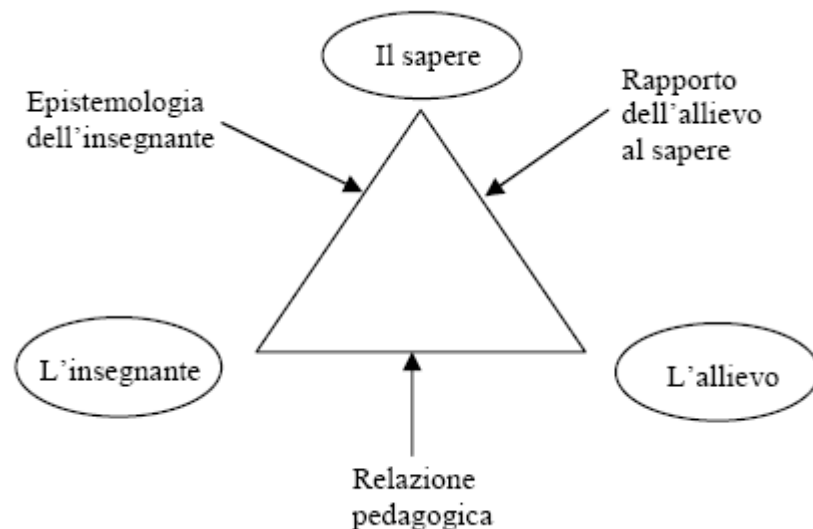 Il sapere
Epistemologia
dell'insegnante
Rapporto
dell'allievo
al sapere
L'insegnante
L'allievo
Relazione
pedagogica